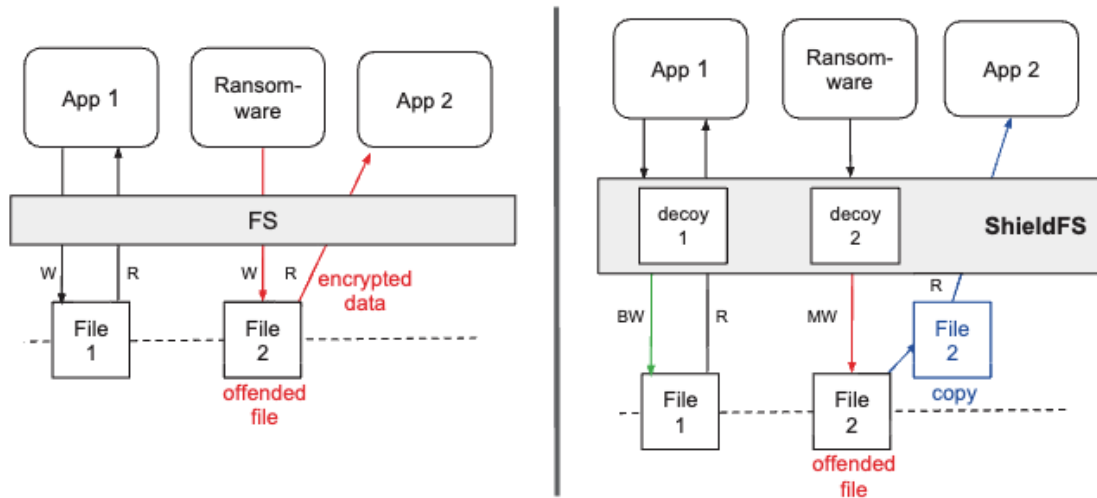 App 1
Ransom-
ware
App 2
FS
W
R
W
R
encrypted
data
File
1
File
2
offended
file
App 1
Ransom-
ware
App 2
decoy
1
decoy
2
ShieldFS
BW
R
MW
R
File
2
copy
File
1
File
2
offended
file